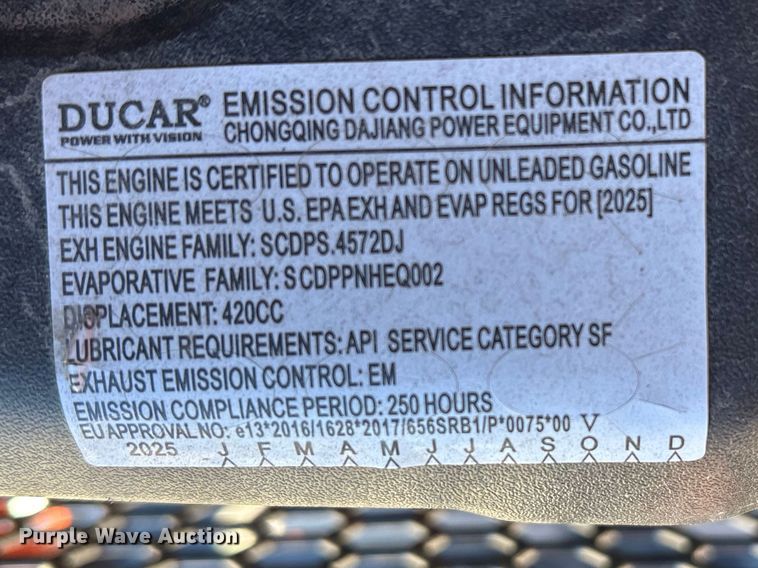 DUCAR®
POWER WITH VISION
EMISSION CONTROL INFORMATION
CHONGQING DAJIANG POWER EQUIPMENT CO.,LTD
THIS ENGINE IS CERTIFIED TO OPERATE ON UNLEADED GASOLINE
THIS ENGINE MEETS U.S. EPA EXH AND EVAP REGS FOR [2025]
EXH ENGINE FAMILY: SCDPS.4572DJ
EVAPORATIVE FAMILY: SCDPPNHEQ002
DISPLACEMENT: 420CC
LUBRICANT REQUIREMENTS: API SERVICE CATEGORY SF
EXHAUST EMISSION CONTROL: EM
EMISSION COMPLIANCE PERIOD: 250 HOURS
EU APPROVAL NO: e13*2016/1628*2017/656SRB1/P*0075*00 V
2025 J F M A M J J A S O N D
Purple Wave Auction